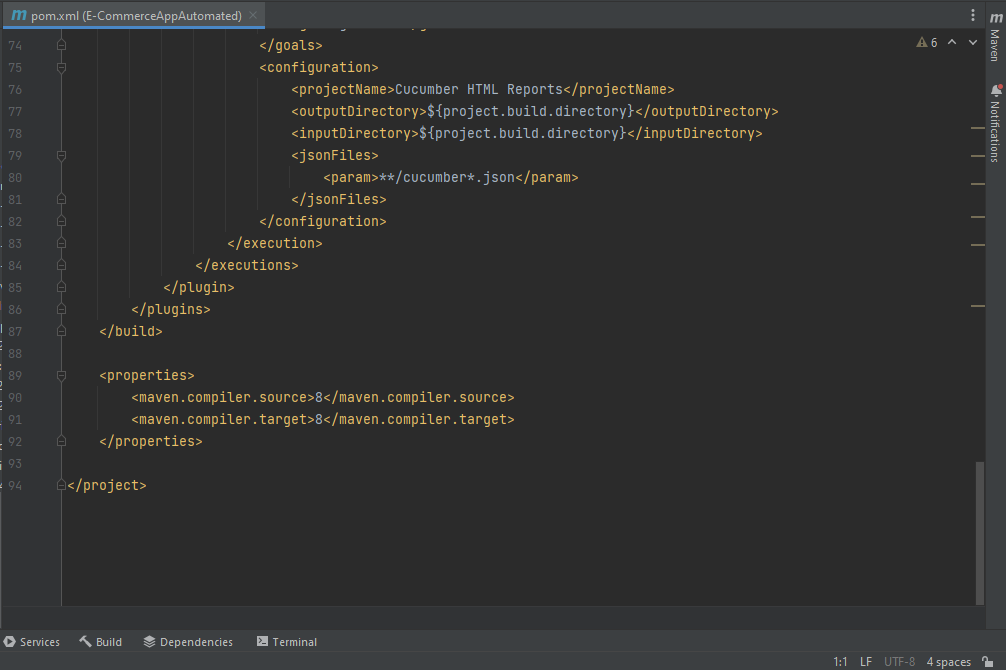 pom.xml (E-CommerceAppAutomated)
6
74 </goals>
75 <configuration>
76 <projectName>Cucumber HTML Reports</projectName>
77 <outputDirectory>${project.build.directory}</outputDirectory>
78 <inputDirectory>${project.build.directory}</inputDirectory>
79 <jsonFiles>
80 <param>**/cucumber*.json</param>
81 </jsonFiles>
82 </configuration>
83 </execution>
84 </executions>
85 </plugin>
86 </plugins>
87 </build>
88
89 <properties>
90 <maven.compiler.source>8</maven.compiler.source>
91 <maven.compiler.target>8</maven.compiler.target>
92 </properties>
93
94 </project>
m Maven
Notifications
Services Build Dependencies Terminal
1:1 LF UTF-8 4 spaces